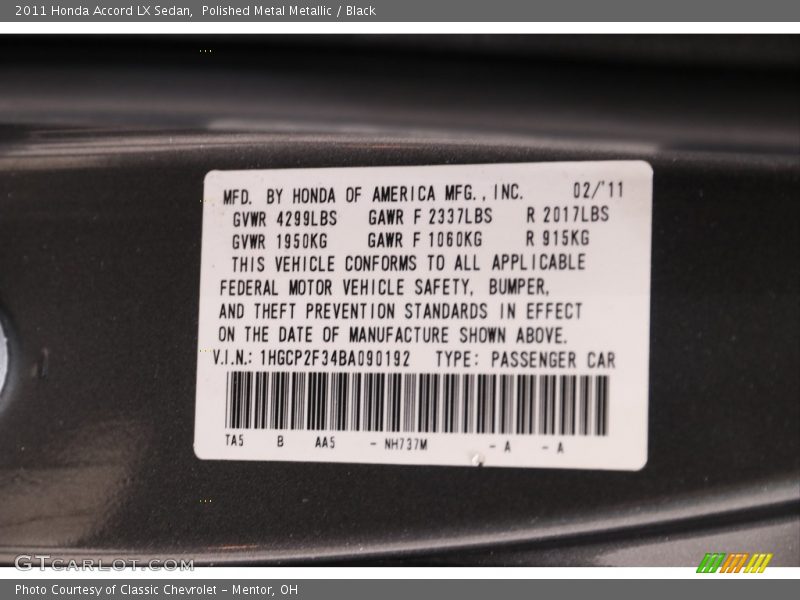 2011 Honda Accord LX Sedan, Polished Metal Metallic / Black
MFD. BY HONDA OF AMERICA MFG., INC. 02/'11
GVWR 4299LBS GAWR F 2337LBS R 2017LBS
GVWR 1950KG GAWR F 1060KG R 915KG
THIS VEHICLE CONFORMS TO ALL APPLICABLE
FEDERAL MOTOR VEHICLE SAFETY, BUMPER,
AND THEFT PREVENTION STANDARDS IN EFFECT
ON THE DATE OF MANUFACTURE SHOWN ABOVE.
V.I.N.: 1HGCP2F34BA090192 TYPE: PASSENGER CAR
TA5 B AA5 - NH737M - A - A
GTCARLOT.COM
Photo Courtesy of Classic Chevrolet - Mentor, OH